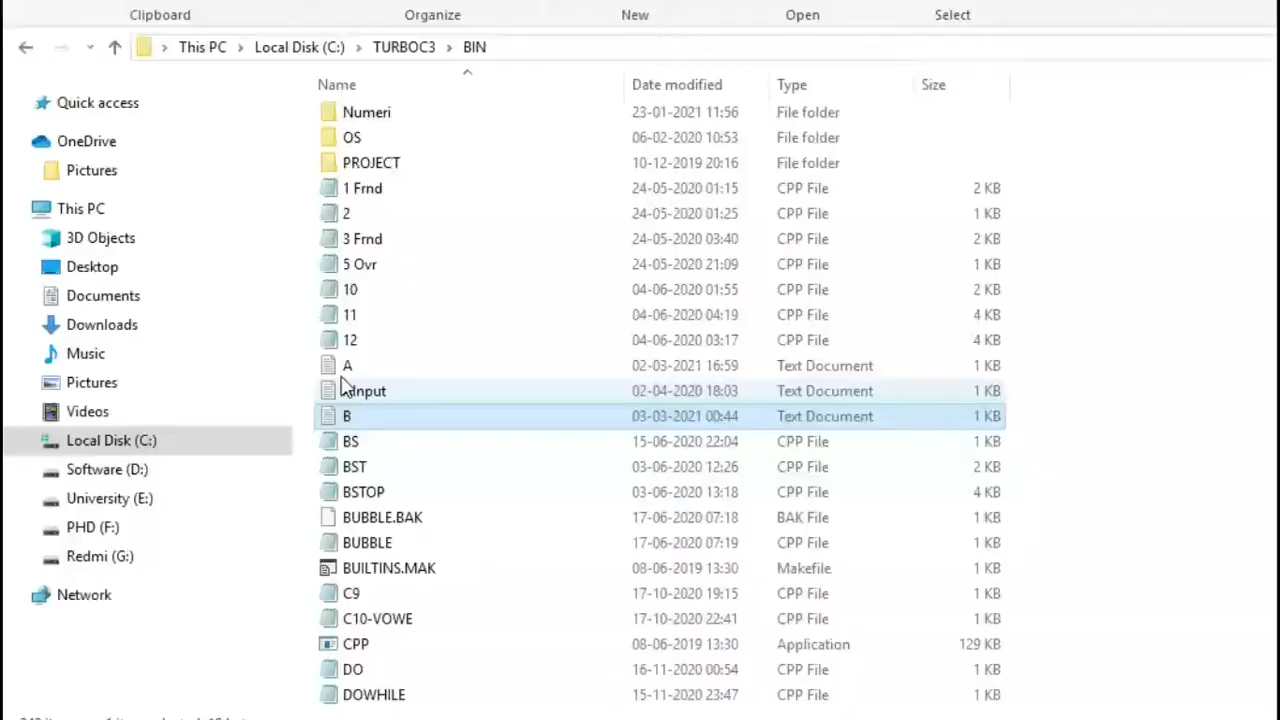 Clipboard Organize New Open Select
This PC Local Disk (C:) TURBOC3 BIN
Name Date modified Type Size
Quick access
OneDrive
Pictures
This PC
3D Objects
Desktop
Documents
Downloads
Music
Pictures
Videos
Local Disk (C:)
Software (D:)
University (E:)
PHD (F:)
Redmi (G:)
Network
Numeri 23-01-2021 11:56 File folder
OS 06-02-2020 10:53 File folder
PROJECT 10-12-2019 20:16 File folder
1 Frnd 24-05-2020 01:15 CPP File 2 KB
2 24-05-2020 01:25 CPP File 1 KB
3 Frnd 24-05-2020 03:40 CPP File 2 KB
5 Ovr 24-05-2020 21:09 CPP File 1 KB
10 04-06-2020 01:55 CPP File 2 KB
11 04-06-2020 04:19 CPP File 4 KB
12 04-06-2020 03:17 CPP File 4 KB
A 02-03-2021 16:59 Text Document 1 KB
02-04-2020 18:03 Text Document 1 KB
B 03-03-2021 00:44 Text Document 1 KB
BS 15-06-2020 22:04 CPP File 1 KB
BST 03-06-2020 12:26 CPP File 2 KB
BSTOP 03-06-2020 13:18 CPP File 4 KB
BUBBLE.BAK 17-06-2020 07:18 BAK File 1 KB
BUBBLE 17-06-2020 07:19 CPP File 1 KB
BUILTINS.MAK 08-06-2019 13:30 Makefile 1 KB
C9 17-10-2020 19:15 CPP File 1 KB
C10-VOWE 17-10-2020 22:41 CPP File 1 KB
CPP 08-06-2019 13:30 Application 129 KB
DO 16-11-2020 00:54 CPP File 1 KB
DOWHILE 15-11-2020 23:47 CPP File 1 KB